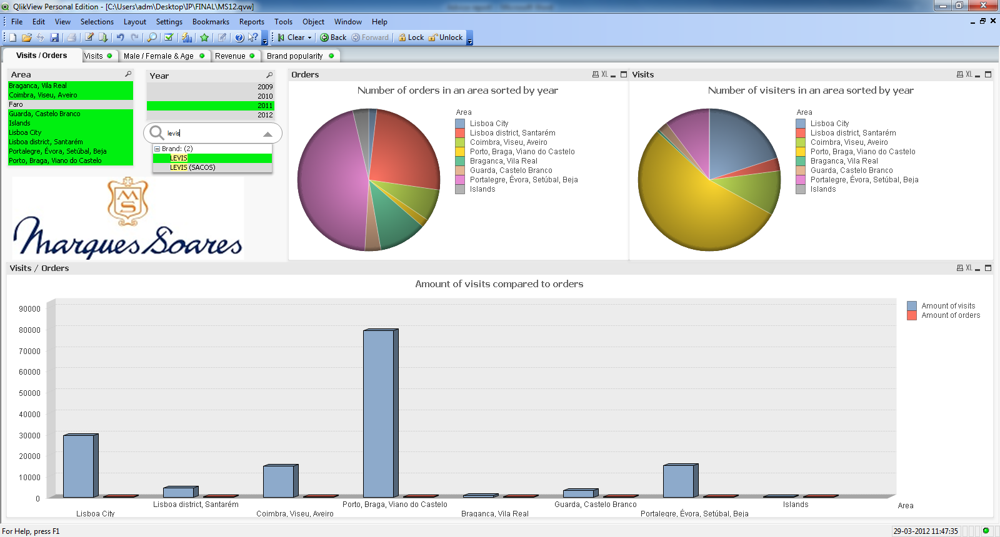 QlikView Personal Edition - [C:\Users\adm\Desktop\IP\FINAL\MS12.qvw]
File Edit View Selections Layout Settings Bookmarks Reports Tools Object Window Help
Clear Back Forward Lock Unlock
Visits / Orders Visits Male / Female & Age Revenue Brand popularity
Area
Braganca, Vila Real
Coimbra, Viseu, Aveiro
Faro
Guarda, Castelo Branco
Islands
Lisboa City
Lisboa district, Santarém
Portalegre, Évora, Setúbal, Beja
Porto, Braga, Viano do Castelo
Year
2009
2010
2011
2012
levis
Brand: (2)
LEVIS
LEVIS (SACOS)
MS
Marques Soares
Orders XL
Number of orders in an area sorted by year
Area
Lisboa City
Lisboa district, Santarém
Coimbra, Viseu, Aveiro
Porto, Braga, Viano do Castelo
Braganca, Vila Real
Guarda, Castelo Branco
Portalegre, Évora, Setúbal, Beja
Islands
Visits XL
Number of visiters in an area sorted by year
Area
Lisboa City
Lisboa district, Santarém
Coimbra, Viseu, Aveiro
Porto, Braga, Viano do Castelo
Braganca, Vila Real
Guarda, Castelo Branco
Portalegre, Évora, Setúbal, Beja
Islands
Visits / Orders XL
Amount of visits compared to orders
90000
80000
70000
60000
50000
40000
30000
20000
10000
0
Amount of visits
Amount of orders
Lisboa City
Lisboa district, Santarém
Coimbra, Viseu, Aveiro
Porto, Braga, Viano do Castelo
Braganca, Vila Real
Guarda, Castelo Branco
Portalegre, Évora, Setúbal, Beja
Islands
Area
For Help, press F1
29-03-2012 11:47:35